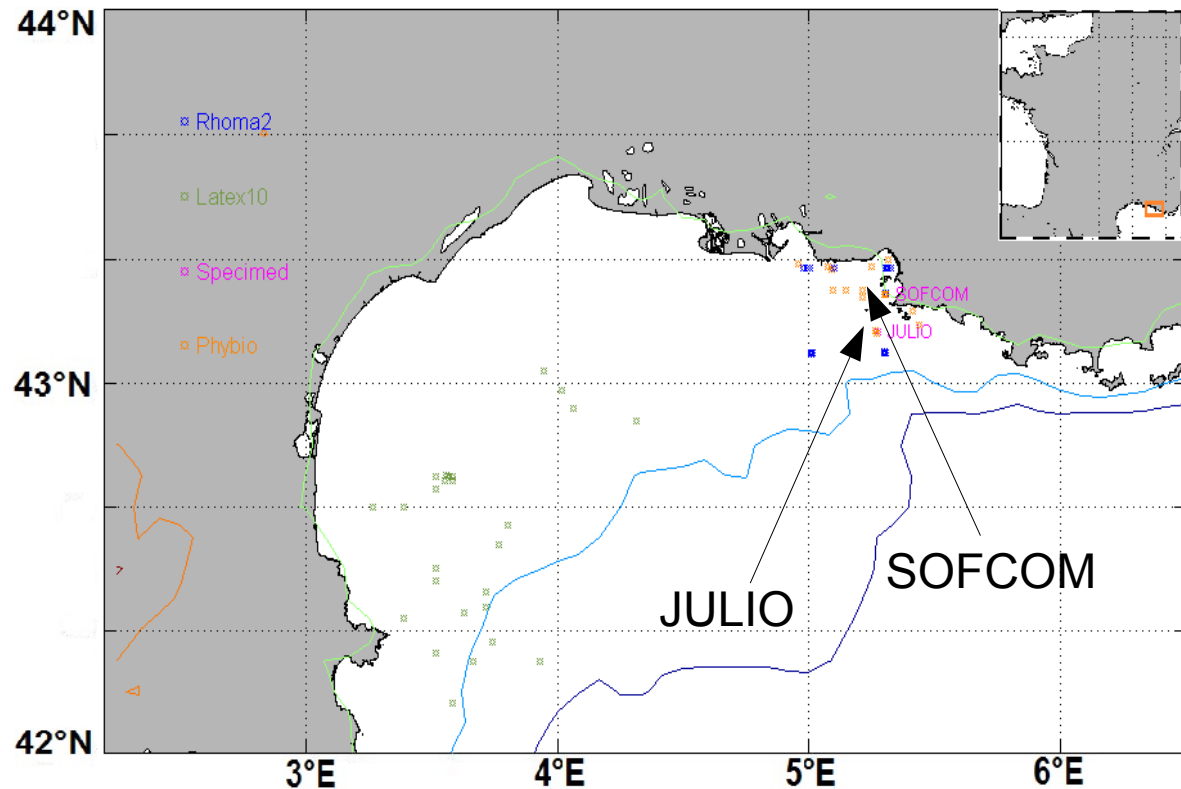 44°N
Rhoma2
Latex10
Specimed
SOFCOM
JULIO
Phybio
43°N
SOFCOM
JULIO
42°N
3°E
4°E
5°E
6°E